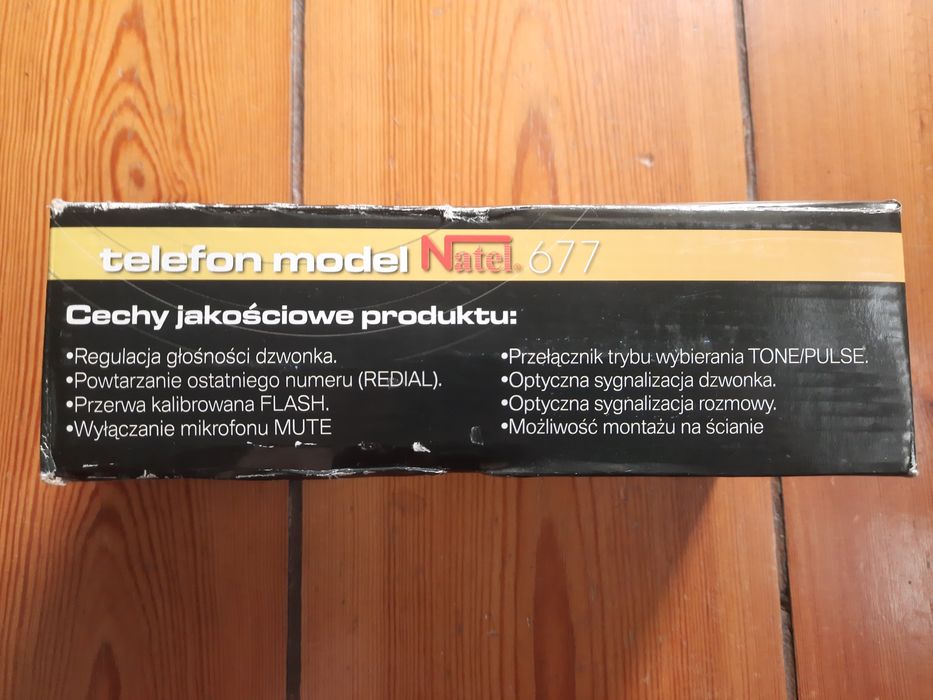 telefon model Natel® 677
Cechy jakościowe produktu:
•Regulacja głośności dzwonka.
•Powtarzanie ostatniego numeru (REDIAL).
•Przerwa kalibrowana FLASH.
•Wyłączanie mikrofonu MUTE
•Przełącznik trybu wybierania TONE/PULSE.
•Optyczna sygnalizacja dzwonka.
•Optyczna sygnalizacja rozmowy.
•Możliwość montażu na ścianie